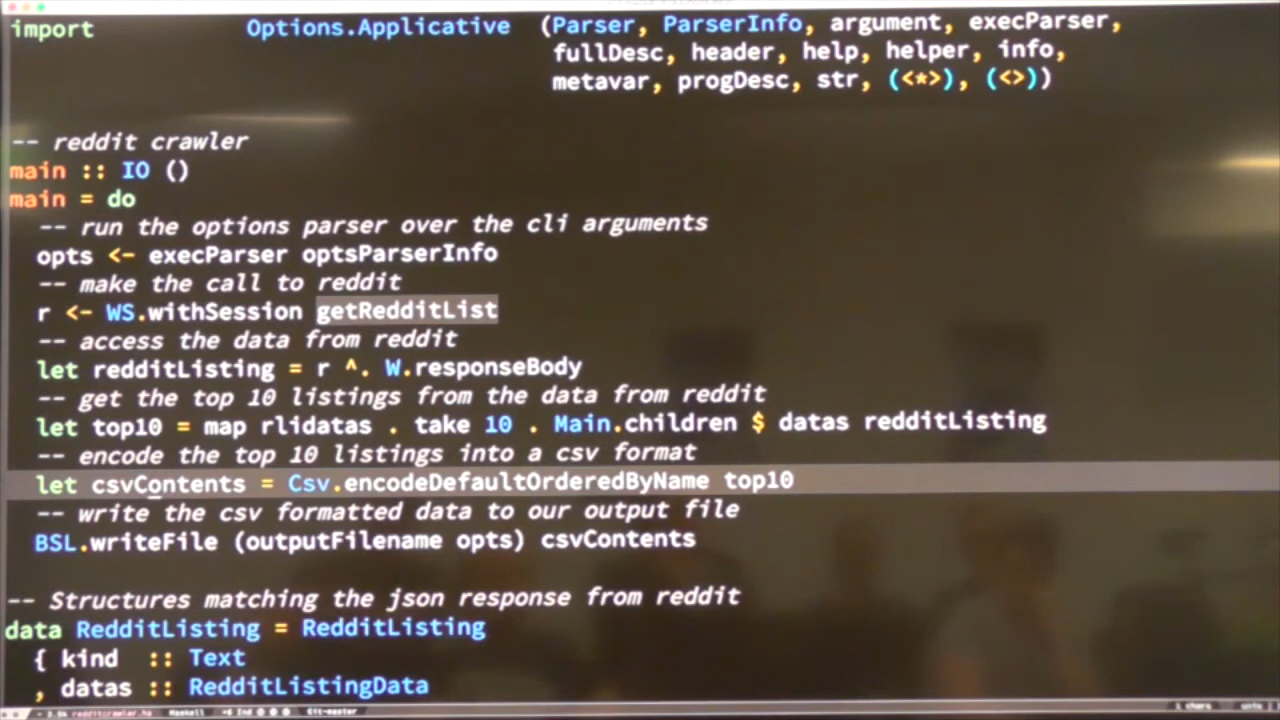 import Options.Applicative (Parser, ParserInfo, argument, execParser,
fullDesc, header, help, helper, info,
metavar, progDesc, str, (<*>), (<>))
-- reddit crawler
main :: IO ()
main = do
-- run the options parser over the cli arguments
opts <- execParser optsParserInfo
-- make the call to reddit
r <- WS.withSession getRedditList
-- access the data from reddit
let redditListing = r ^. W.responseBody
-- get the top 10 listings from the data from reddit
let top10 = map rlidatas . take 10 . Main.children $ datas redditListing
-- encode the top 10 listings into a csv format
let csvContents = Csv.encodeDefaultOrderedByName top10
-- write the csv formatted data to our output file
BSL.writeFile (outputFilename opts) csvContents
-- Structures matching the json response from reddit
data RedditListing = RedditListing
{ kind :: Text
, datas :: RedditListingData
redditcrawler.hs Haskell Git-master